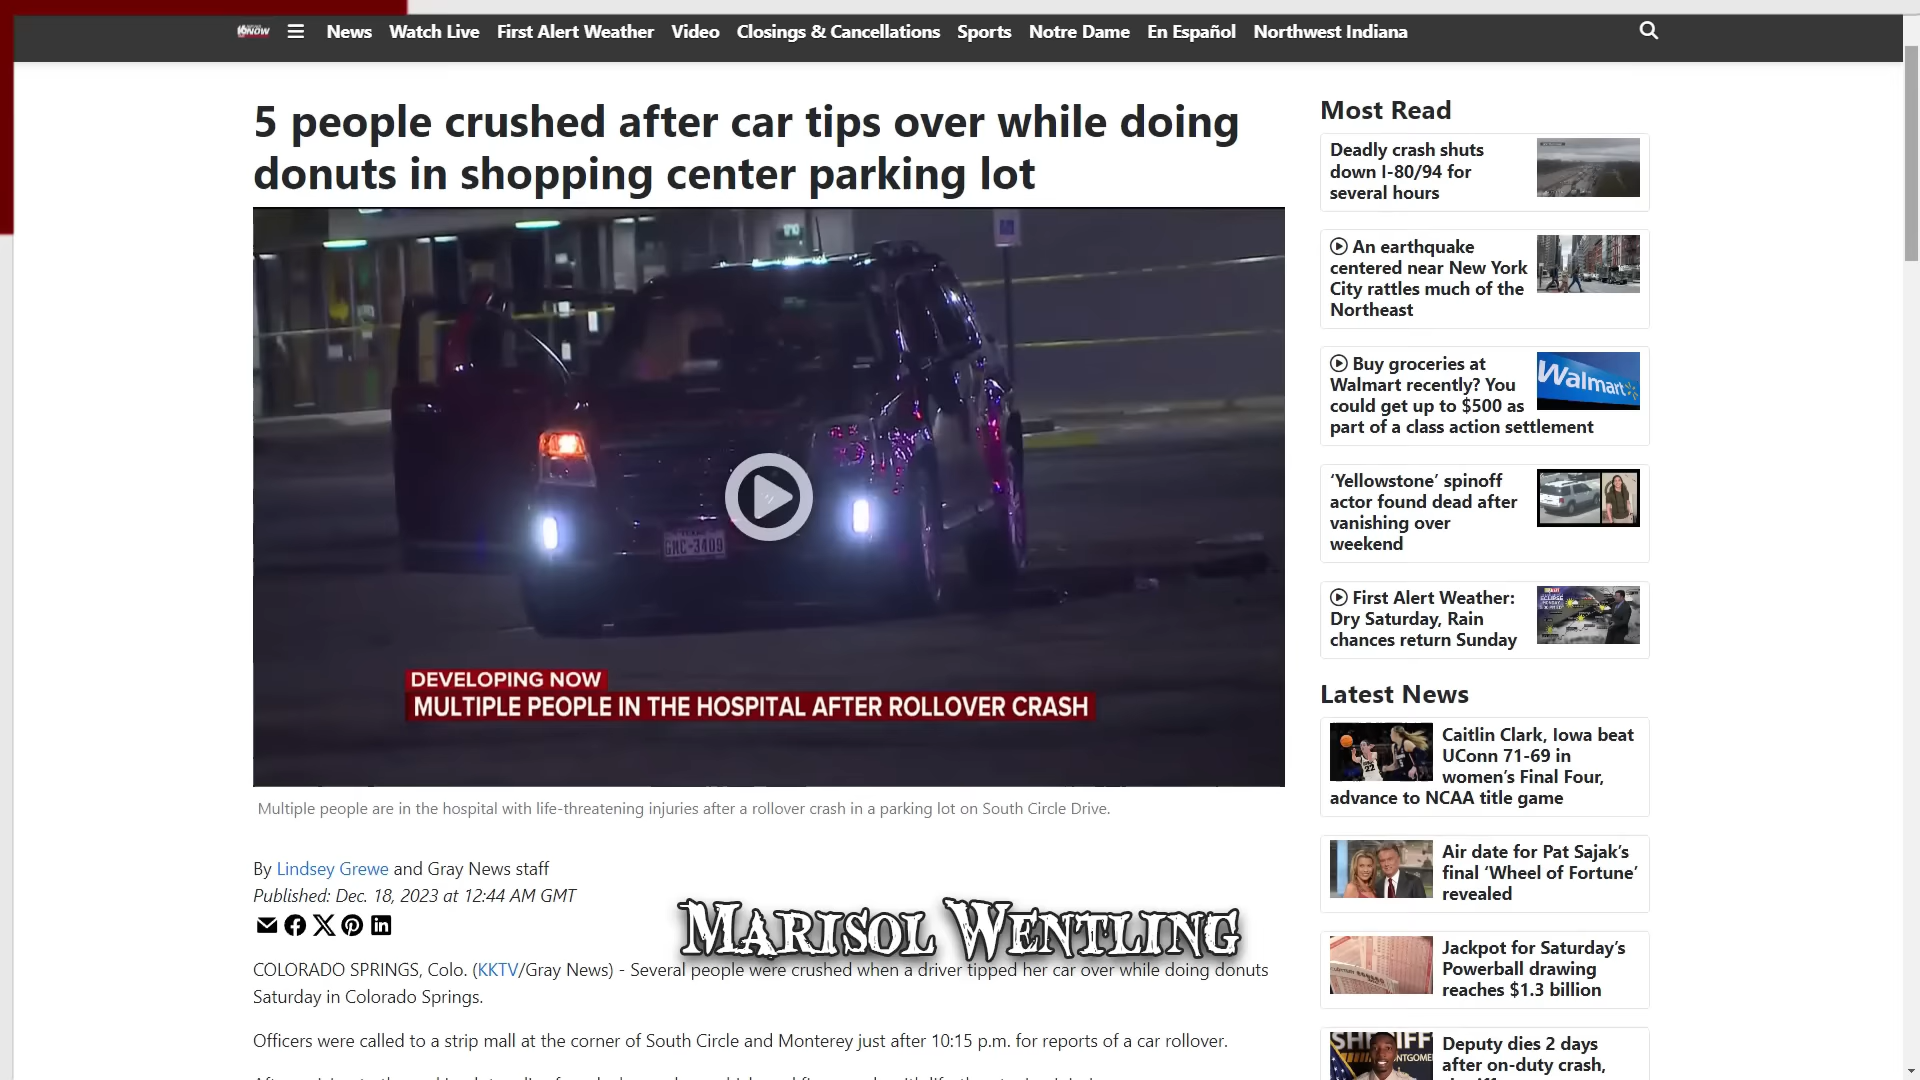 News Watch Live First Alert Weather Video Closings & Cancellations Sports Notre Dame En Español Northwest Indiana
5 people crushed after car tips over while doing
donuts in shopping center parking lot
GNC-3409
DEVELOPING NOW
MULTIPLE PEOPLE IN THE HOSPITAL AFTER ROLLOVER CRASH
Multiple people are in the hospital with life-threatening injuries after a rollover crash in a parking lot on South Circle Drive.
By Lindsey Grewe and Gray News staff
Published: Dec. 18, 2023 at 12:44 AM GMT
Marisol Wentling
COLORADO SPRINGS, Colo. (KKTV/Gray News) - Several people were crushed when a driver tipped her car over while doing donuts
Saturday in Colorado Springs.
Officers were called to a strip mall at the corner of South Circle and Monterey just after 10:15 p.m. for reports of a car rollover.
Most Read
Deadly crash shuts
down I-80/94 for
several hours
An earthquake
centered near New York
City rattles much of the
Northeast
Buy groceries at
Walmart recently? You
could get up to $500 as
part of a class action settlement
Walmart
‘Yellowstone’ spinoff
actor found dead after
vanishing over
weekend
First Alert Weather:
Dry Saturday, Rain
chances return Sunday
Latest News
Caitlin Clark, Iowa beat
UConn 71-69 in
women’s Final Four,
advance to NCAA title game
Air date for Pat Sajak’s
final ‘Wheel of Fortune’
revealed
Jackpot for Saturday’s
Powerball drawing
reaches $1.3 billion
Deputy dies 2 days
after on-duty crash,